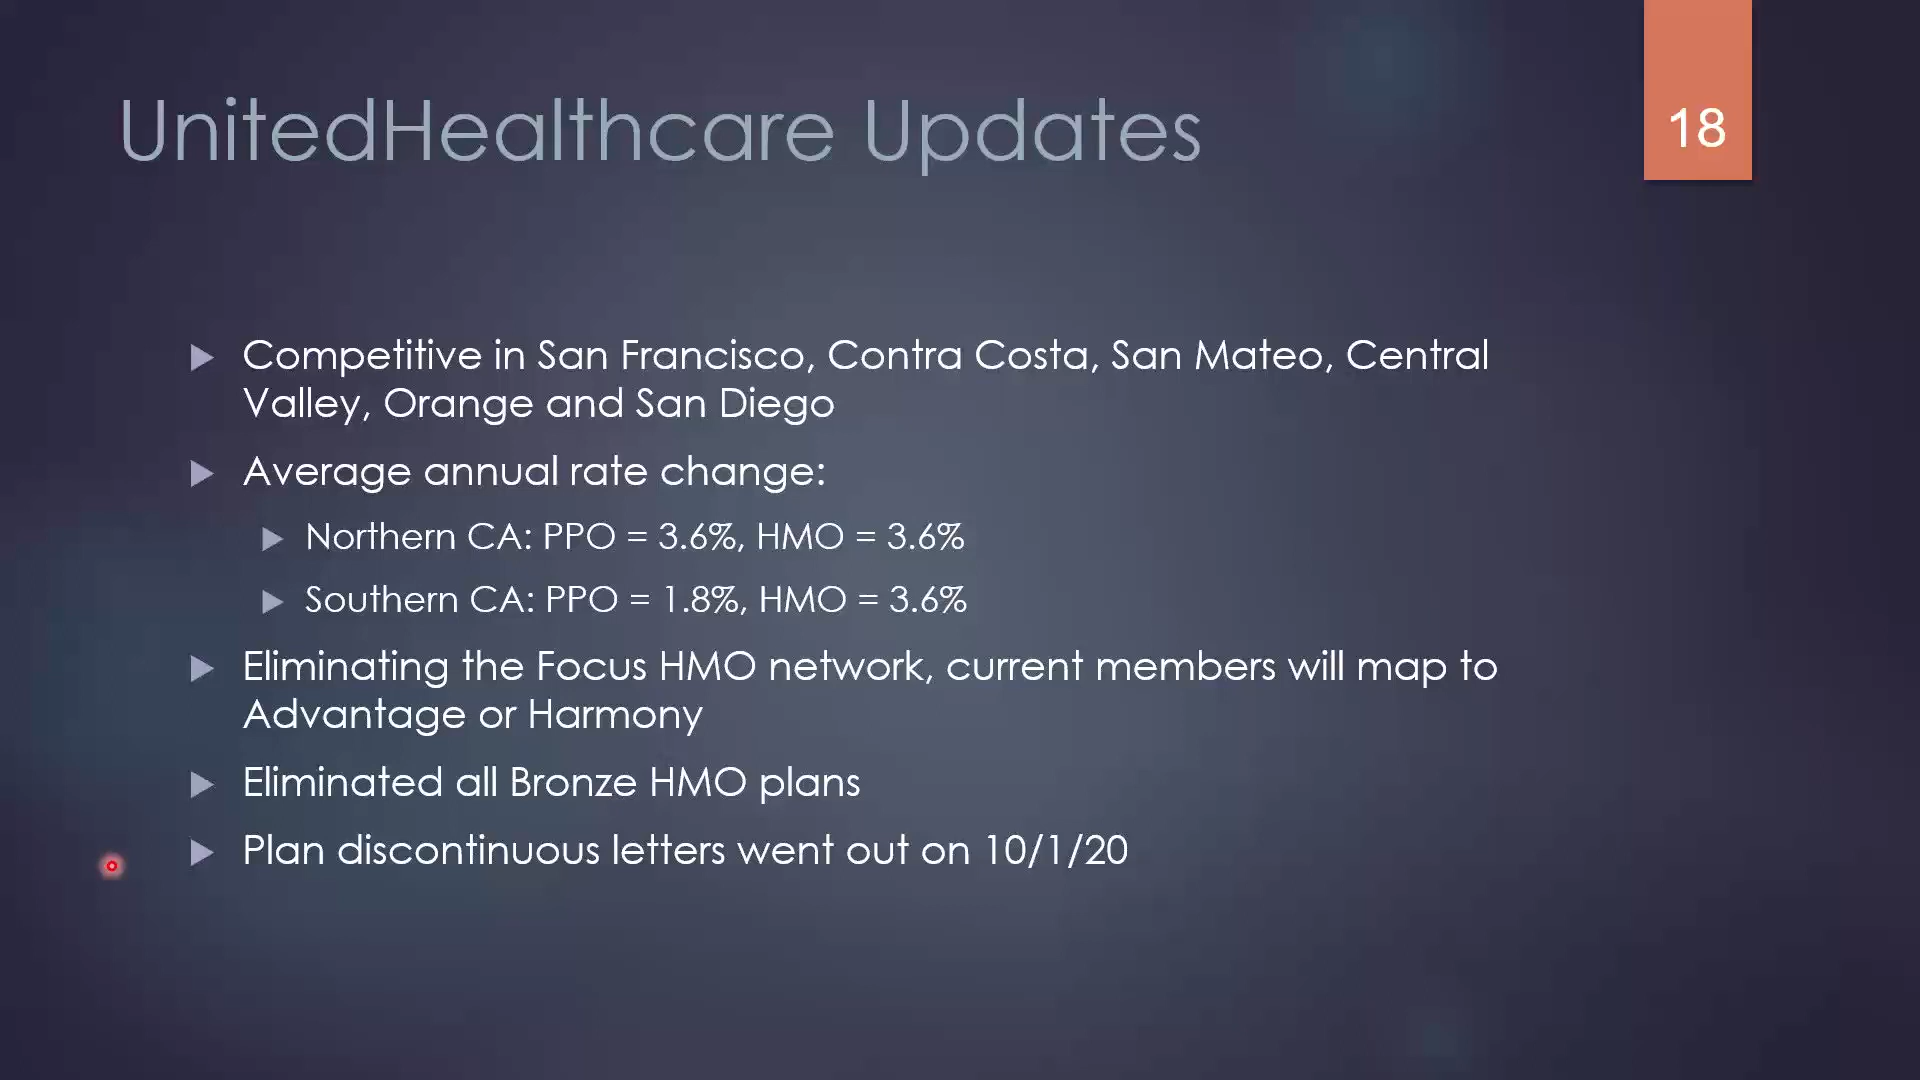 UnitedHealthcare Updates
18
Competitive in San Francisco, Contra Costa, San Mateo, Central
Valley, Orange and San Diego
Average annual rate change:
Northern CA: PPO = 3.6%, HMO = 3.6%
Southern CA: PPO = 1.8%, HMO = 3.6%
Eliminating the Focus HMO network, current members will map to
Advantage or Harmony
Eliminated all Bronze HMO plans
Plan discontinuous letters went out on 10/1/20